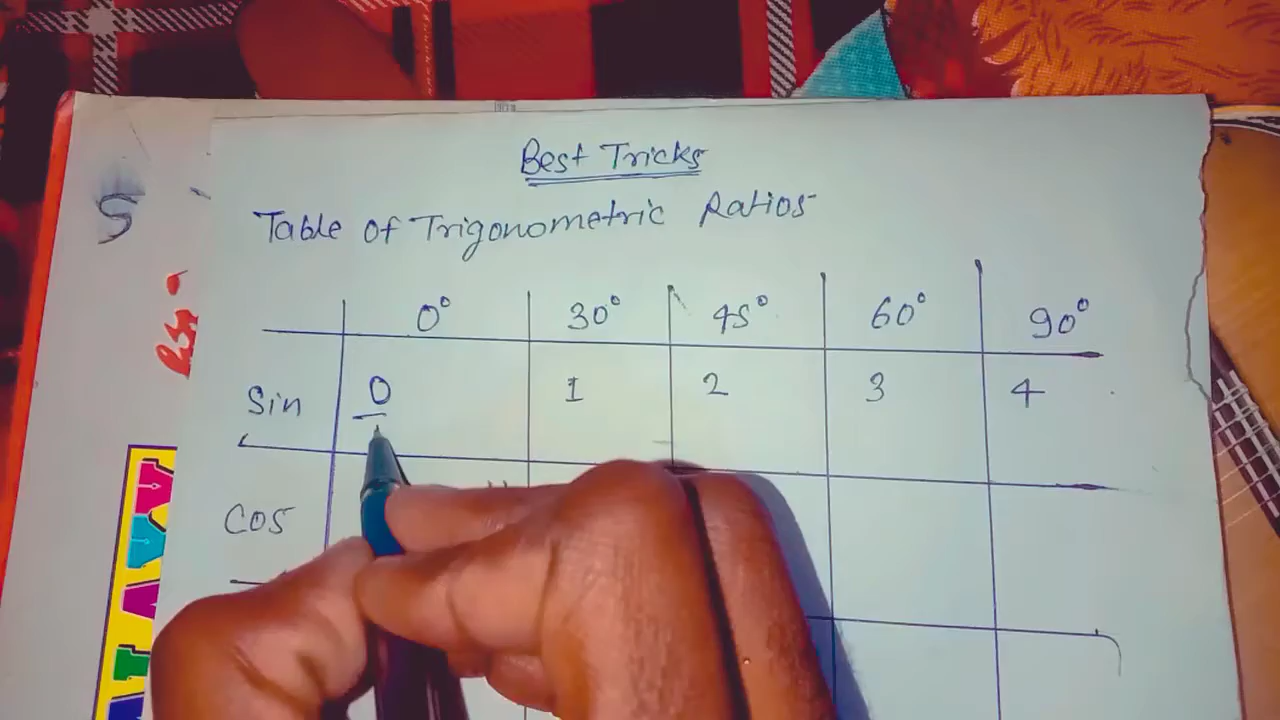 Best Tricks
S
Table of Trigonometric Ratios
0° 30° 45° 60° 90°
Sin 0 1 2 3 4
Cos